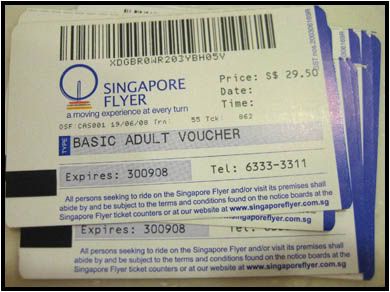 XDGBR0WR203YBH05V
SINGAPORE
FLYER
a moving experience at every turn
Price: S$ 29.50
Date:
Time:
OSF:CAS001 19/06/08 Trn: 55 Tck: 862
TYPE
BASIC ADULT VOUCHER
Expires: 300908
Tel: 6333-3311
All persons seeking to ride on the Singapore Flyer and/or visit its premises shall
abide by and be subject to the terms and conditions found on the notice boards at the
Singapore Flyer ticket counters or at our website at www.singaporeflyer.com.sg
Expires: 300908
All persons seeking to ride on the Singapore Flyer and/or visit its premises shall
abide by and be subject to the terms and conditions found on the notice boards at the
Singapore Flyer ticket counters or at our website at www.singaporeflyer.com.sg